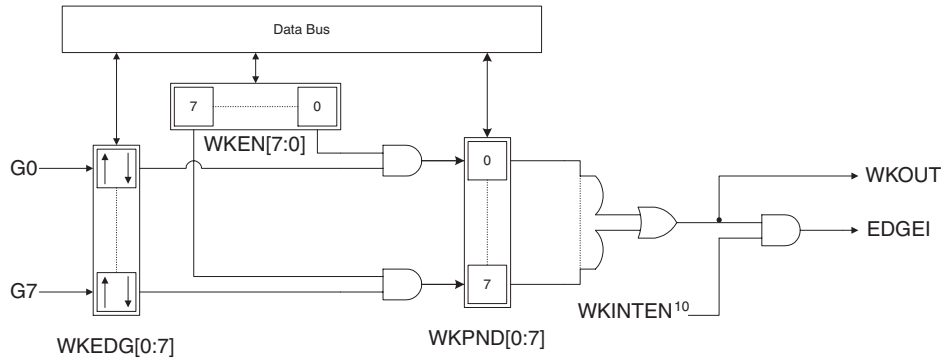 Data Bus
7
0
WKEN[7:0]
G0
0
WKOUT
EDGEI
G7
7
WKINTEN¹⁰
WKEDG[0:7]
WKPND[0:7]